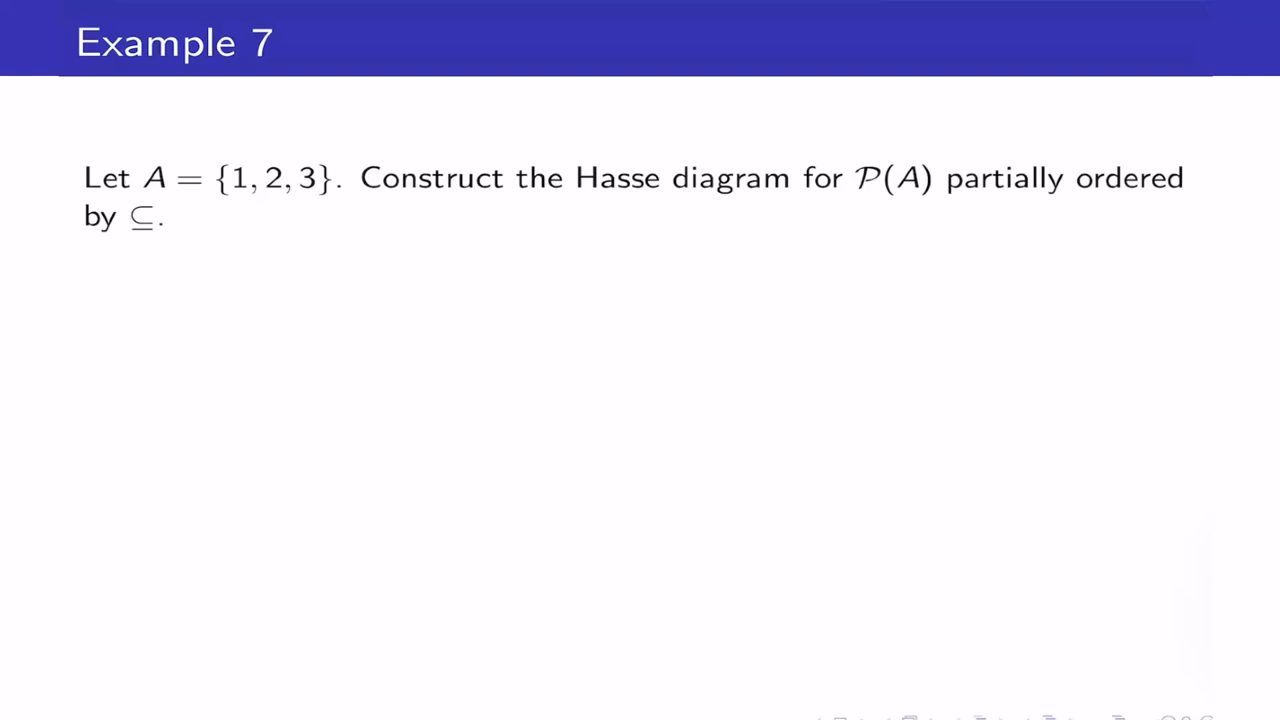 Example 7
Let A = {1, 2, 3}. Construct the Hasse diagram for 𝒫(A) partially ordered
by ⊆.